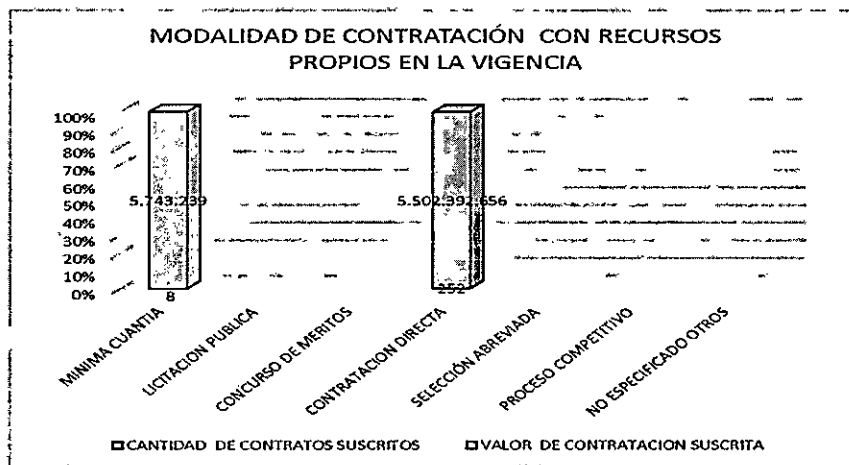 MODALIDAD DE CONTRATACIÓN CON RECURSOS
PROPIOS EN LA VIGENCIA
100%
90%
80%
70%
60%
50%
40%
30%
20%
10%
0%
5.743.239
5.502.392.656
8
252
MINIMA CUANTIA
LICITACION PUBLICA
CONCURSO DE MERITOS
CONTRATACION DIRECTA
SELECCIÓN ABREVIADA
PROCESO COMPETITIVO
NO ESPECIFICADO OTROS
CANTIDAD DE CONTRATOS SUSCRITOS
VALOR DE CONTRATACION SUSCRITA